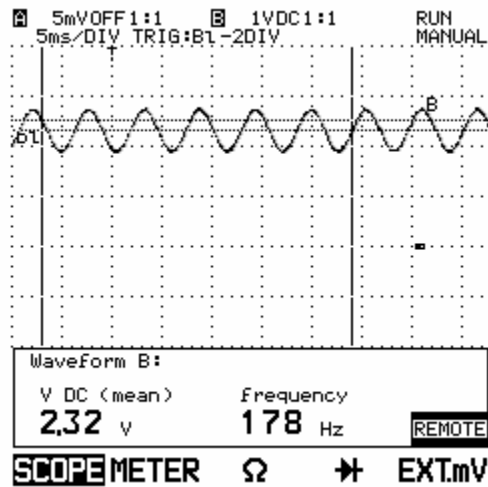 A 5mVOFF1:1 B 1VDC1:1 RUN
5ms/DIV TRIG:B↿-2DIV MANUAL
B
Waveform B:
V DC (mean) frequency
2.32 V 178 Hz
REMOTE
SCOPE METER Ω EXT.mV